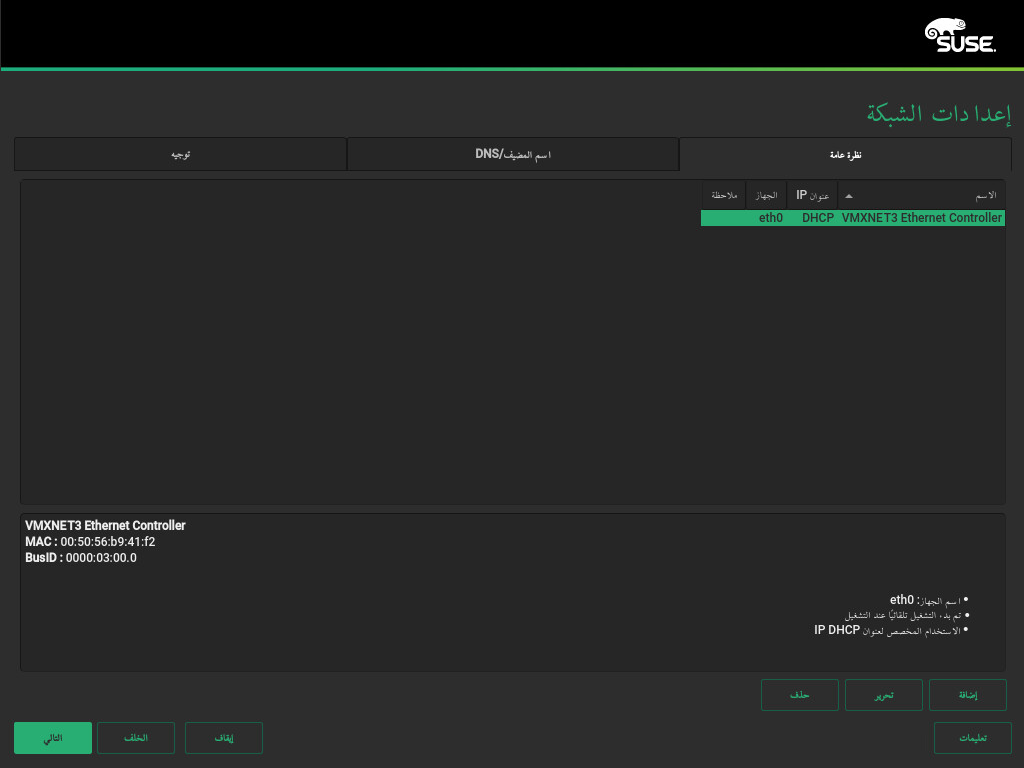 SUSE.
إعدادات الشبكة
نظرة عامة
اسم المضيف/DNS
توجيه
الاسم
عنوان IP
الجهاز
ملاحظة
VMXNET3 Ethernet Controller
DHCP
eth0
VMXNET3 Ethernet Controller
MAC : 00:50:56:b9:41:f2
BusID : 0000:03:00.0
• اسم الجهاز: eth0
• تم بدء التشغيل تلقائيًا عند التشغيل
• الاستخدام المخصص لعنوان IP DHCP
إضافة
تحرير
حذف
تعليمات
إيقاف
الخلف
التالي